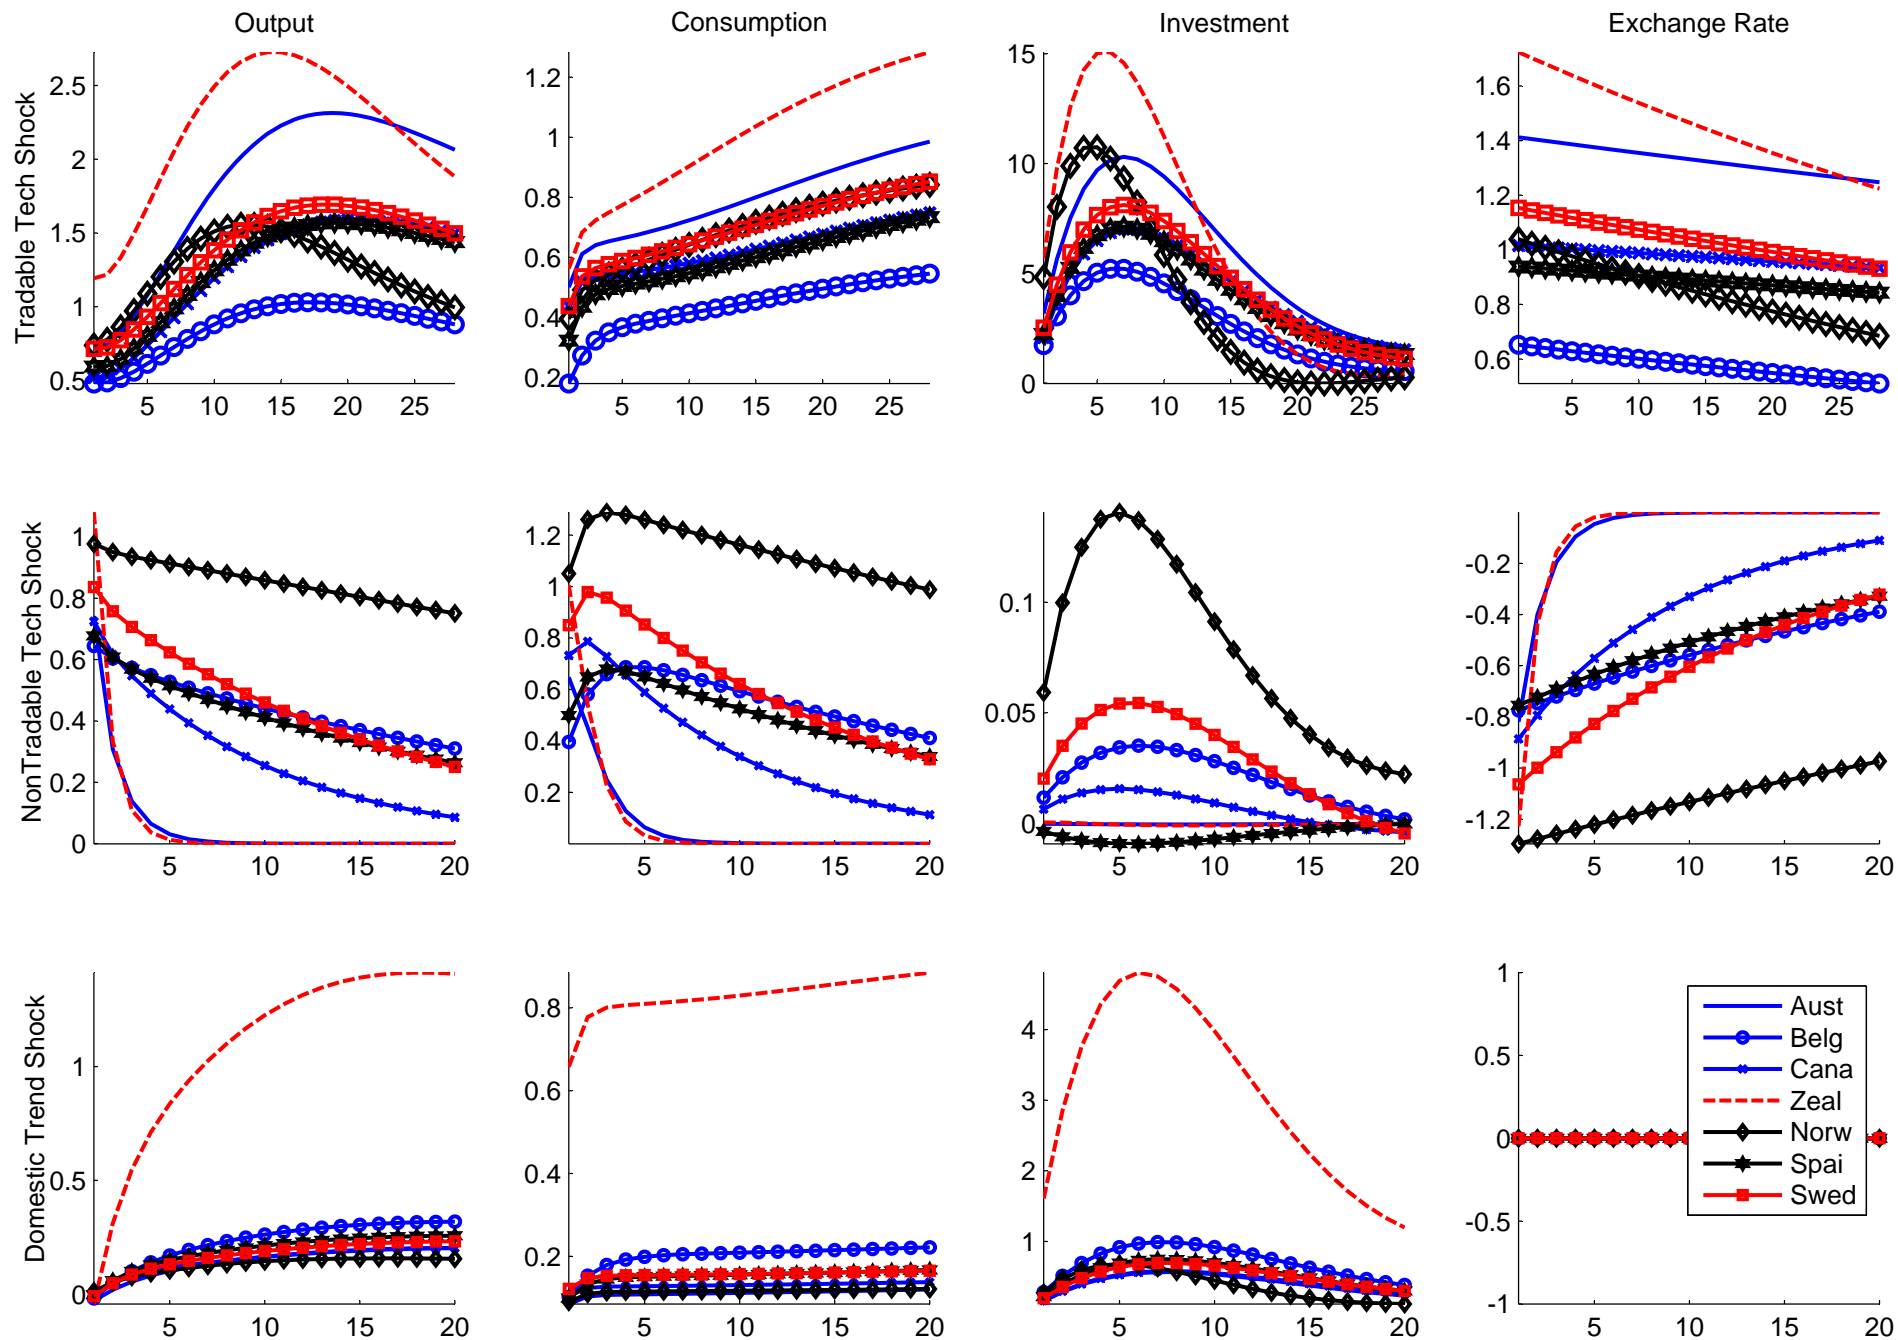 Output Consumption Investment Exchange Rate
Tradable Tech Shock
2.5
2
1.5
1
0.5
5 10 15 20 25
1.2
1
0.8
0.6
0.4
0.2
5 10 15 20 25
15
10
5
0
5 10 15 20 25
1.6
1.4
1.2
1
0.8
0.6
5 10 15 20 25
NonTradable Tech Shock
1
0.8
0.6
0.4
0.2
0
5 10 15 20
1.2
1
0.8
0.6
0.4
0.2
5 10 15 20
0.1
0.05
0
5 10 15 20
-0.2
-0.4
-0.6
-0.8
-1
-1.2
5 10 15 20
Domestic Trend Shock
1
0.5
0
5 10 15 20
0.8
0.6
0.4
0.2
5 10 15 20
4
3
2
1
5 10 15 20
1
0.5
0
-0.5
-1
5 10 15 20
Aust
Belg
Cana
Zeal
Norw
Spai
Swed